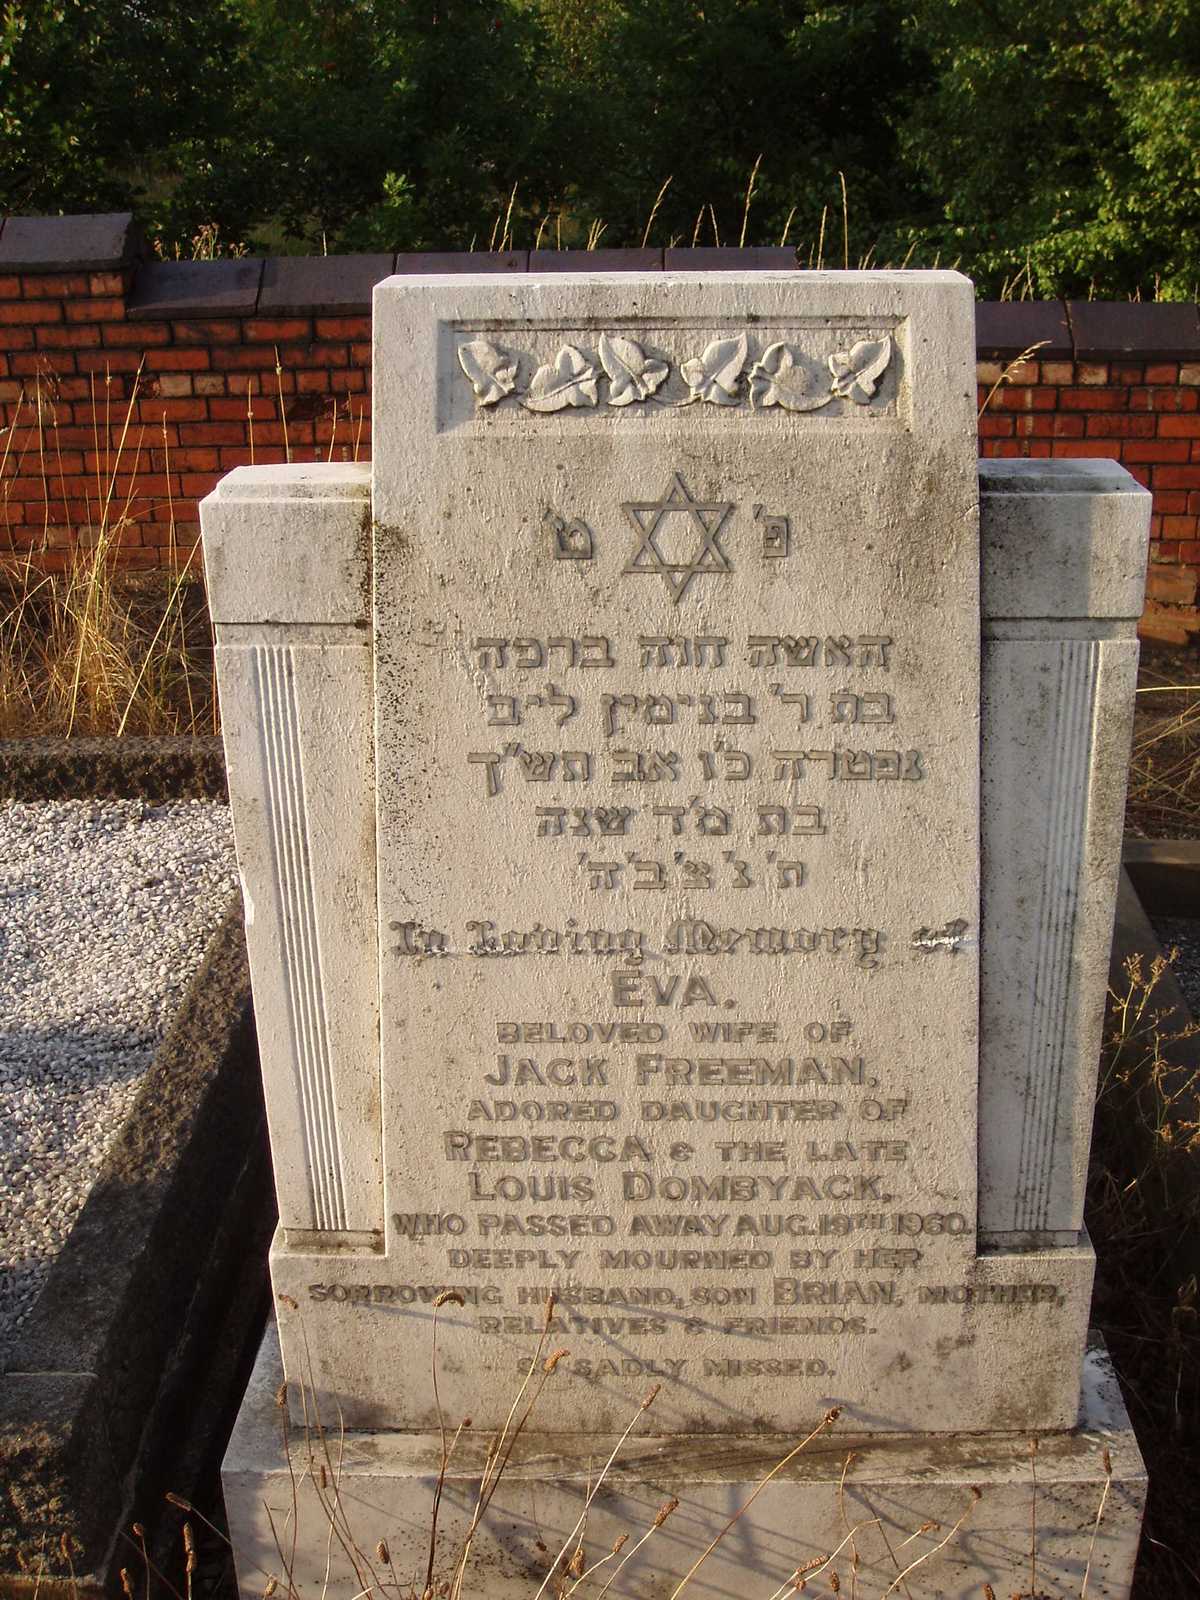 פ' ט'
האשה חוה ברכה
בת ר' בנימין ליב
נפטרה כ"ו אב תש"ך
בת מ"ד שנה
ת' נ' צ' ב' ה'
In Loving Memory of
EVA.
BELOVED WIFE OF
JACK FREEMAN,
ADORED DAUGHTER OF
REBECCA & THE LATE
LOUIS DOMBYACK,
WHO PASSED AWAY AUG. 19TH 1960.
DEEPLY MOURNED BY HER
SORROWING HUSBAND, SON BRIAN, MOTHER,
RELATIVES & FRIENDS.
SO SADLY MISSED.